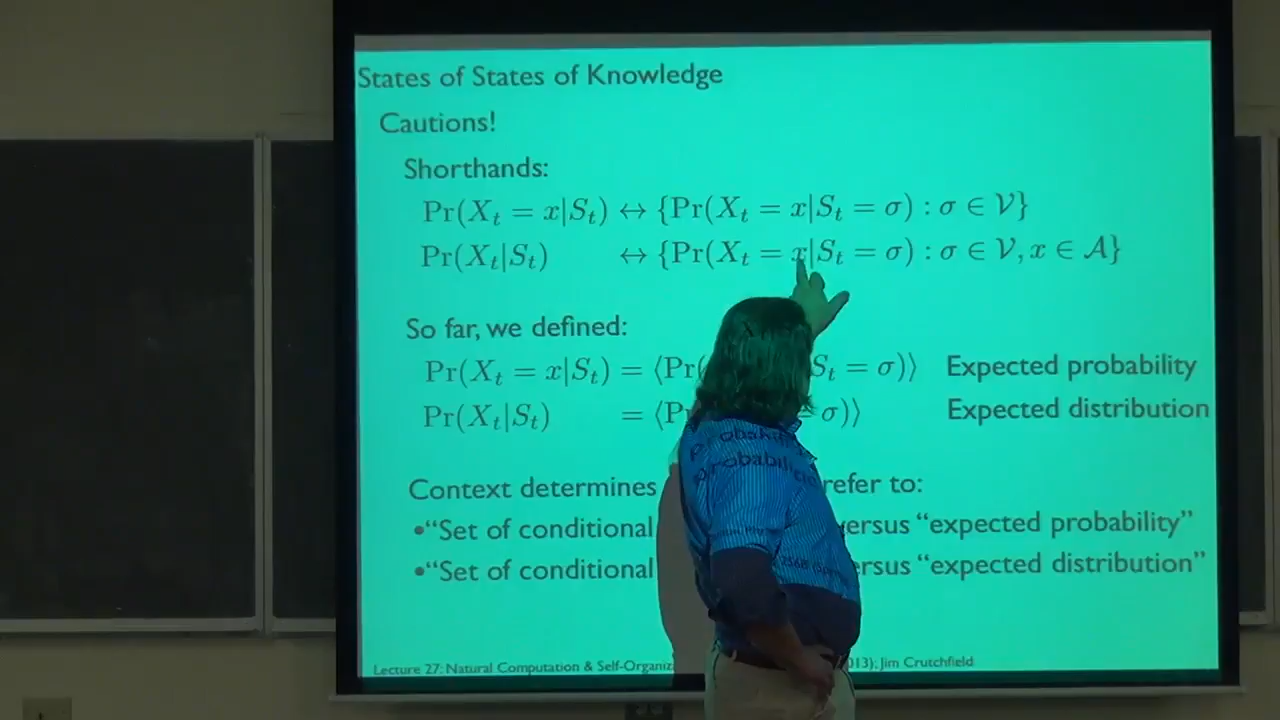 States of States of Knowledge
Cautions!
Shorthands:
Pr(X_t = x|S_t) ↔ {Pr(X_t = x|S_t = σ) : σ ∈ 𝒱}
Pr(X_t|S_t) ↔ {Pr(X_t = x|S_t = σ) : σ ∈ 𝒱, x ∈ 𝒜}
So far, we defined:
Pr(X_t = x|S_t) = ⟨Pr( S_t = σ)⟩ Expected probability
Pr(X_t|S_t) = ⟨P σ)⟩ Expected distribution
Context determines refer to:
•“Set of conditional versus “expected probability”
•“Set of conditional versus “expected distribution”
Lecture 27: Natural Computation & Self-Organiz 013); Jim Crutchfield